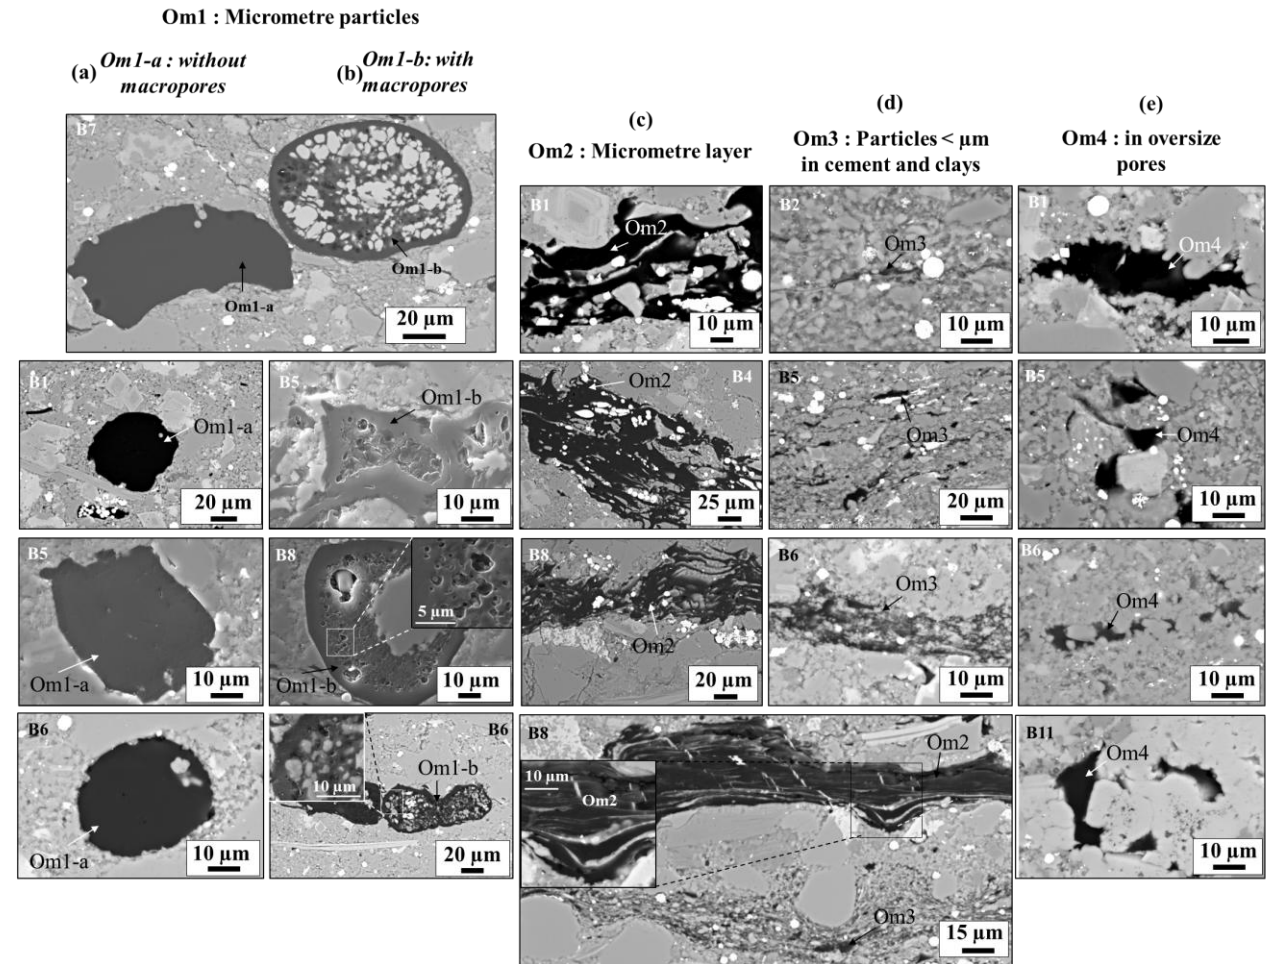 Om1 : Micrometre particles
(a) Om1-a : without
macropores
(b) Om1-b: with
macropores
(c)
Om2 : Micrometre layer
(d)
Om3 : Particles < µm
in cement and clays
(e)
Om4 : in oversize
pores
B7
Om1-a
Om1-b
20 µm
B1
Om2
10 µm
B2
Om3
10 µm
B1
Om4
10 µm
B1
Om1-a
20 µm
B5
Om1-b
10 µm
Om2
B4
25 µm
B5
Om3
20 µm
B5
Om4
10 µm
B5
Om1-a
10 µm
B8
5 µm
Om1-b
10 µm
B8
Om2
20 µm
B6
Om3
10 µm
B6
Om4
10 µm
B6
Om1-a
10 µm
10 µm
B6
Om1-b
20 µm
B8
Om2
10 µm
Om2
Om3
15 µm
B11
Om4
10 µm